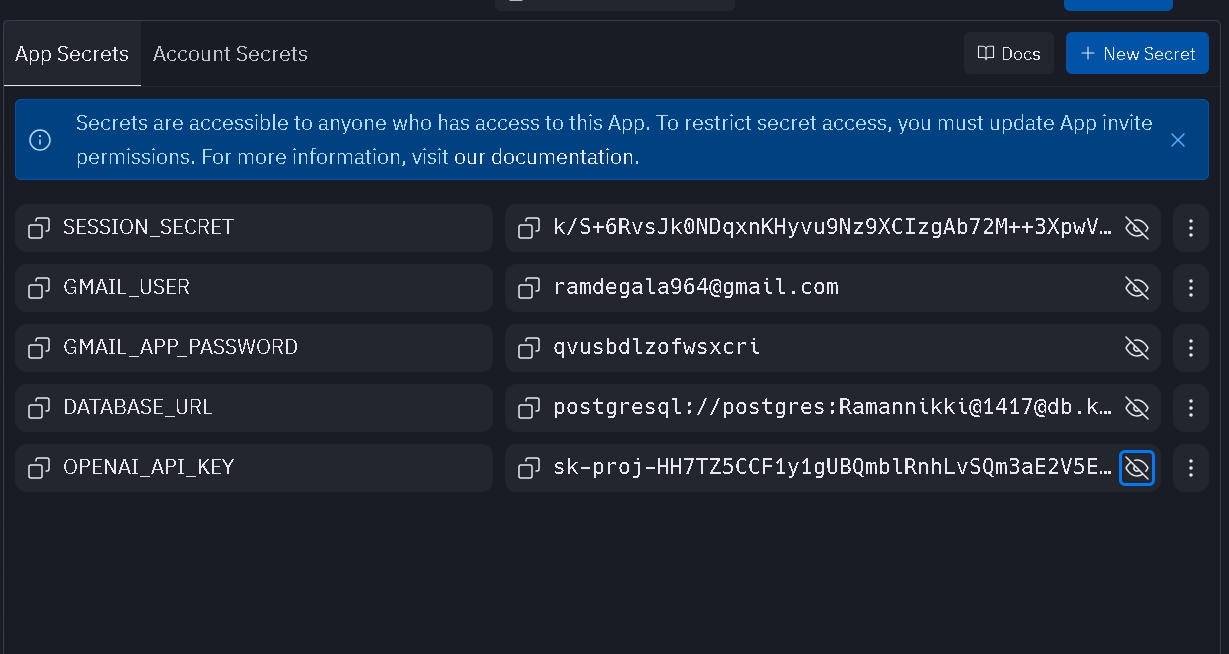 App Secrets
Account Secrets
Docs
New Secret
Secrets are accessible to anyone who has access to this App. To restrict secret access, you must update App invite
permissions. For more information, visit our documentation.
SESSION_SECRET
k/S+6RvsJk0NDqxnKHyvu9Nz9XCIzgAb72M++3XpwV…
GMAIL_USER
ramdegala964@gmail.com
GMAIL_APP_PASSWORD
qvusbdlzofwsxcri
DATABASE_URL
postgresql://postgres:Ramannikki@1417@db.k…
OPENAI_API_KEY
sk-proj-HH7TZ5CCF1y1gUBQmblRnhLvSQm3aE2V5E…